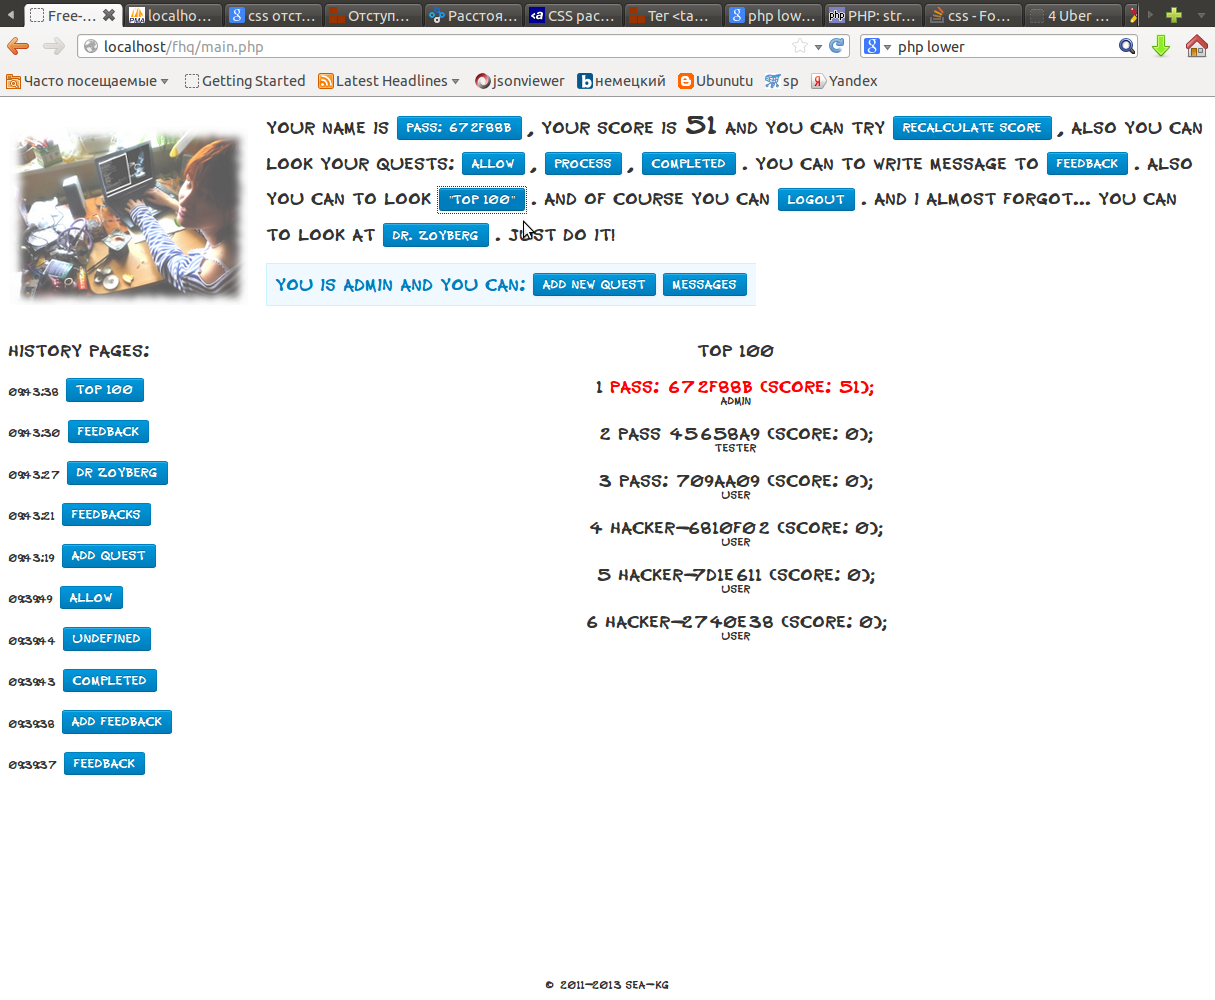 Free-... localho... css отст... Отступ... Расстоя... CSS рас... Тег <ta... php low... PHP: str... css - Fo... 4 Uber ...
localhost/fhq/main.php php lower
Часто посещаемые Getting Started Latest Headlines jsonviewer немецкий Ubunutu sp Yandex
YOUR NAME IS PASS: 672F88B , YOUR SCORE IS 51 AND YOU CAN TRY RECALCULATE SCORE , ALSO YOU CAN
LOOK YOUR QUESTS: ALLOW , PROCESS , COMPLETED . YOU CAN TO WRITE MESSAGE TO FEEDBACK . ALSO
YOU CAN TO LOOK "TOP 100" . AND OF COURSE YOU CAN LOGOUT . AND I ALMOST FORGOT... YOU CAN
TO LOOK AT DR. ZOYBERG . JUST DO IT!
YOU IS ADMIN AND YOU CAN: ADD NEW QUEST MESSAGES
HISTORY PAGES:
09:43:38 TOP 100
09:43:30 FEEDBACK
09:43:27 DR ZOYBERG
09:43:21 FEEDBACKS
09:43:19 ADD QUEST
09:39:49 ALLOW
09:39:44 UNDEFINED
09:39:43 COMPLETED
09:39:38 ADD FEEDBACK
09:39:37 FEEDBACK
TOP 100
1 PASS: 672F88B (SCORE: 51);
ADMIN
2 PASS 45658A9 (SCORE: 0);
TESTER
3 PASS: 709AA09 (SCORE: 0);
USER
4 HACKER-6810F02 (SCORE: 0);
USER
5 HACKER-7D1E611 (SCORE: 0);
USER
6 HACKER-2740E38 (SCORE: 0);
USER
© 2011-2013 SEA-KG